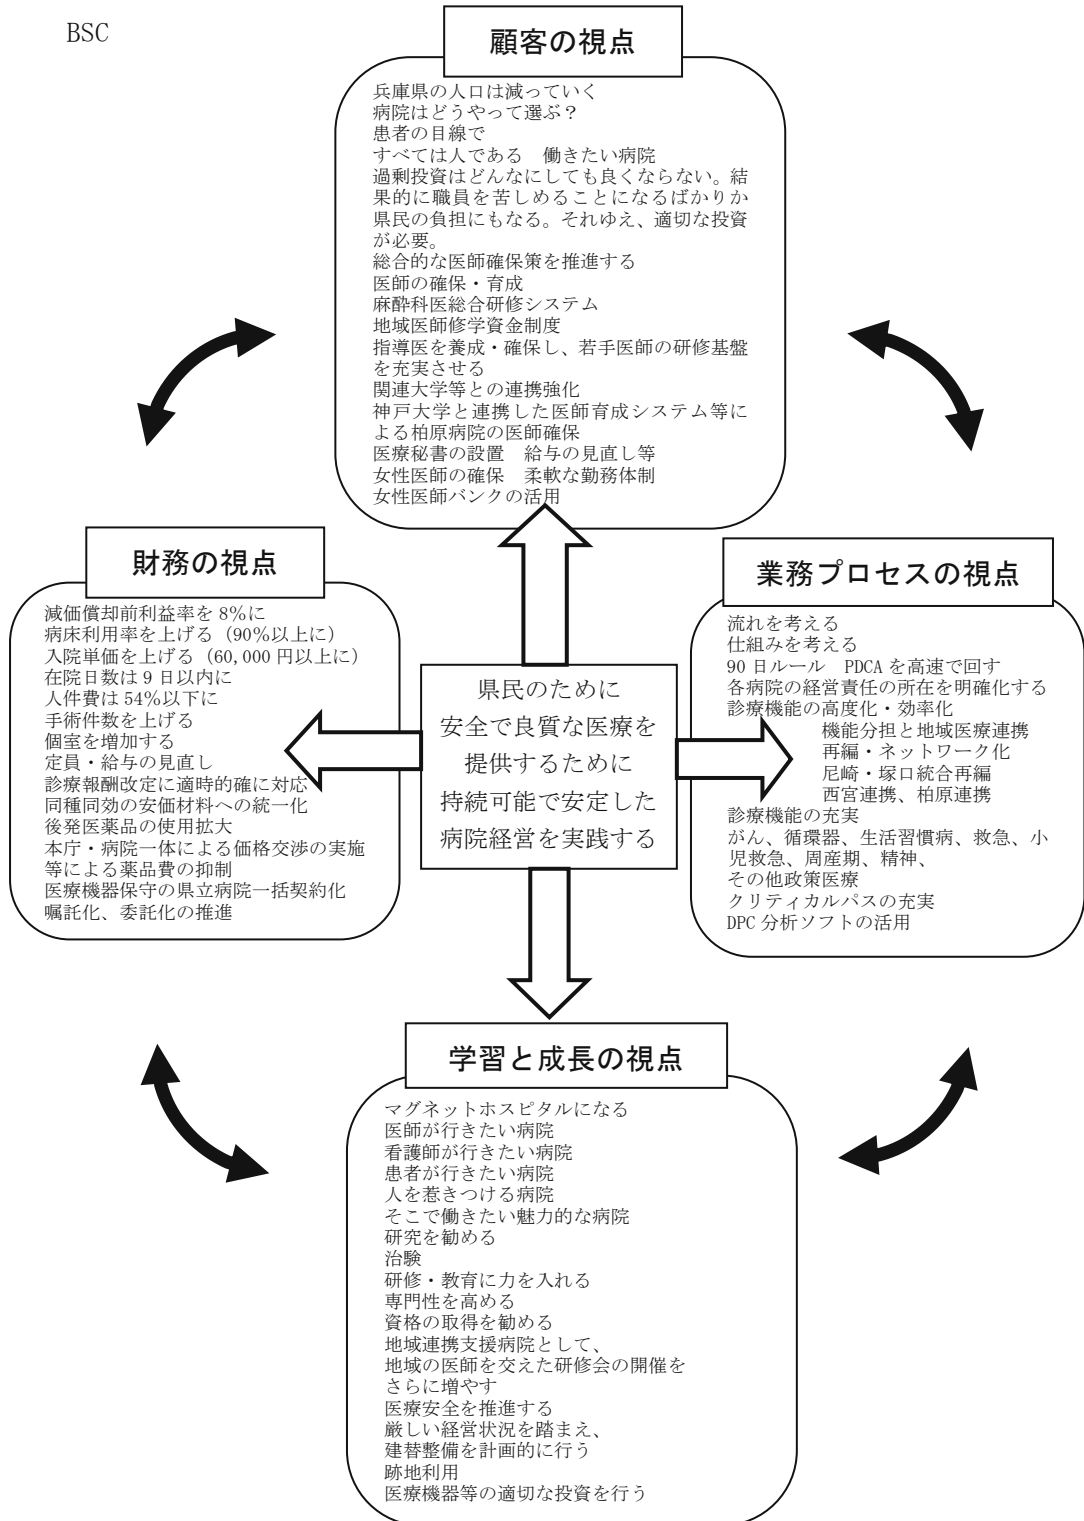 BSC
顧客の視点
兵庫県の人口は減っていく
病院はどうやって選ぶ？
患者の目線で
すべては人である　働きたい病院
過剰投資はどんなにしても良くならない。結
果的に職員を苦しめることになるばかりか
県民の負担にもなる。それゆえ、適切な投資
が必要。
総合的な医師確保策を推進する
医師の確保・育成
麻酔科医総合研修システム
地域医師修学資金制度
指導医を養成・確保し、若手医師の研修基盤
を充実させる
関連大学等との連携強化
神戸大学と連携した医師育成システム等に
よる柏原病院の医師確保
医療秘書の設置　給与の見直し等
女性医師の確保　柔軟な勤務体制
女性医師バンクの活用
財務の視点
減価償却前利益率を 8％に
病床利用率を上げる（90％以上に）
入院単価を上げる（60,000 円以上に）
在院日数は 9 日以内に
人件費は 54％以下に
手術件数を上げる
個室を増加する
定員・給与の見直し
診療報酬改定に適時的確に対応
同種同効の安価材料への統一化
後発医薬品の使用拡大
本庁・病院一体による価格交渉の実施
等による薬品費の抑制
医療機器保守の県立病院一括契約化
嘱託化、委託化の推進
県民のために
安全で良質な医療を
提供するために
持続可能で安定した
病院経営を実践する
業務プロセスの視点
流れを考える
仕組みを考える
90 日ルール　PDCA を高速で回す
各病院の経営責任の所在を明確化する
診療機能の高度化・効率化
機能分担と地域医療連携
再編・ネットワーク化
尼崎・塚口統合再編
西宮連携、柏原連携
診療機能の充実
がん、循環器、生活習慣病、救急、小
児救急、周産期、精神、
その他政策医療
クリティカルパスの充実
DPC 分析ソフトの活用
学習と成長の視点
マグネットホスピタルになる
医師が行きたい病院
看護師が行きたい病院
患者が行きたい病院
人を惹きつける病院
そこで働きたい魅力的な病院
研究を勧める
治験
研修・教育に力を入れる
専門性を高める
資格の取得を勧める
地域連携支援病院として、
地域の医師を交えた研修会の開催を
さらに増やす
医療安全を推進する
厳しい経営状況を踏まえ、
建替整備を計画的に行う
跡地利用
医療機器等の適切な投資を行う